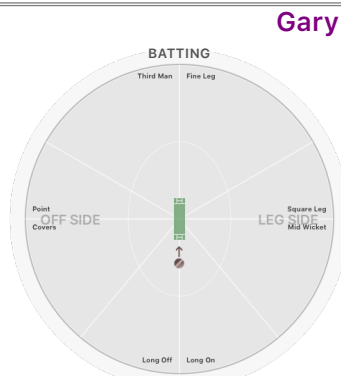 Gary
BATTING
Third Man Fine Leg
Point Square Leg
OFF SIDE LEG SIDE
Covers Mid Wicket
Long Off Long On